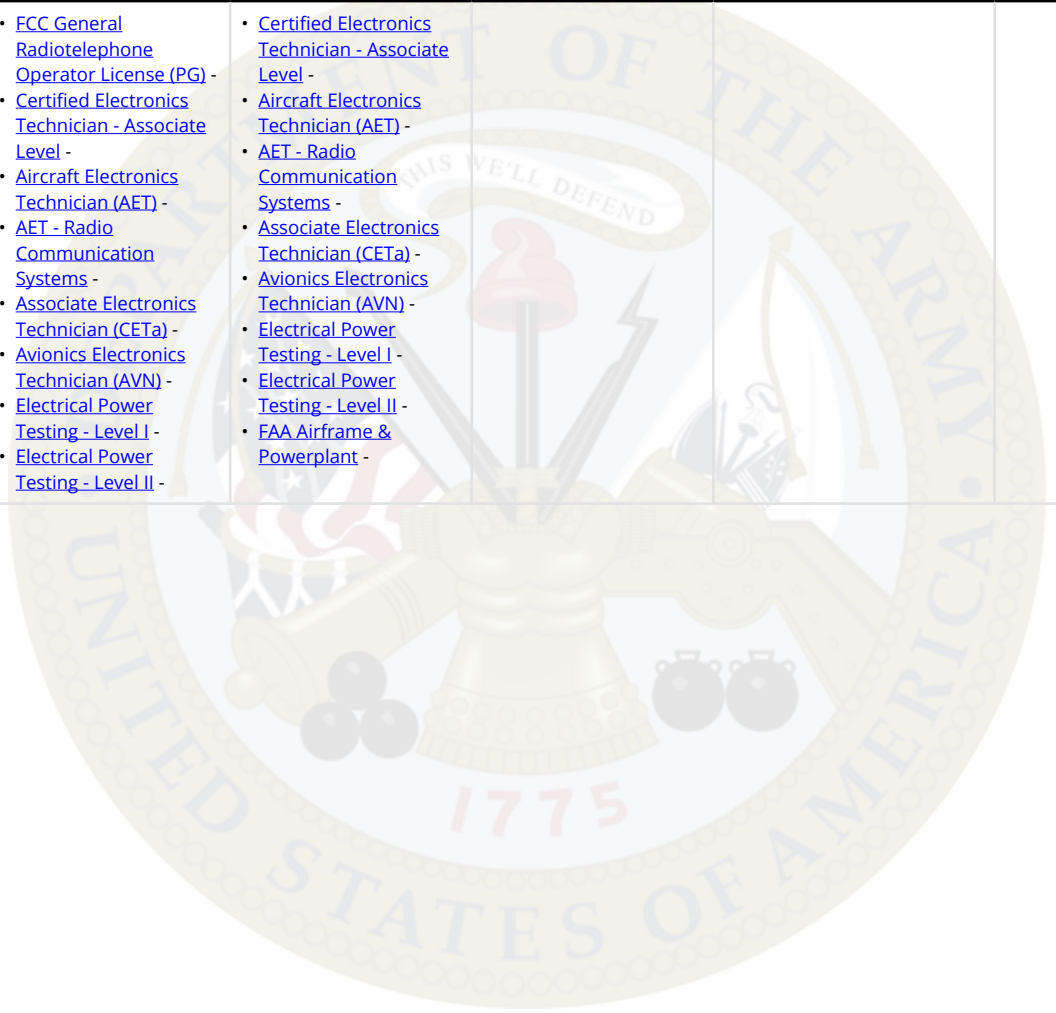 • FCC General
Radiotelephone
Operator License (PG) -
• Certified Electronics
Technician - Associate
Level -
• Aircraft Electronics
Technician (AET) -
• AET - Radio
Communication
Systems -
• Associate Electronics
Technician (CETa) -
• Avionics Electronics
Technician (AVN) -
• Electrical Power
Testing - Level I -
• Electrical Power
Testing - Level II -
• Certified Electronics
Technician - Associate
Level -
• Aircraft Electronics
Technician (AET) -
• AET - Radio
Communication
Systems -
• Associate Electronics
Technician (CETa) -
• Avionics Electronics
Technician (AVN) -
• Electrical Power
Testing - Level I -
• Electrical Power
Testing - Level II -
• FAA Airframe &
Powerplant -
PARTMENT OF THE ARMY
THIS WE'LL DEFEND
1775
UNITED STATES OF AMERICA